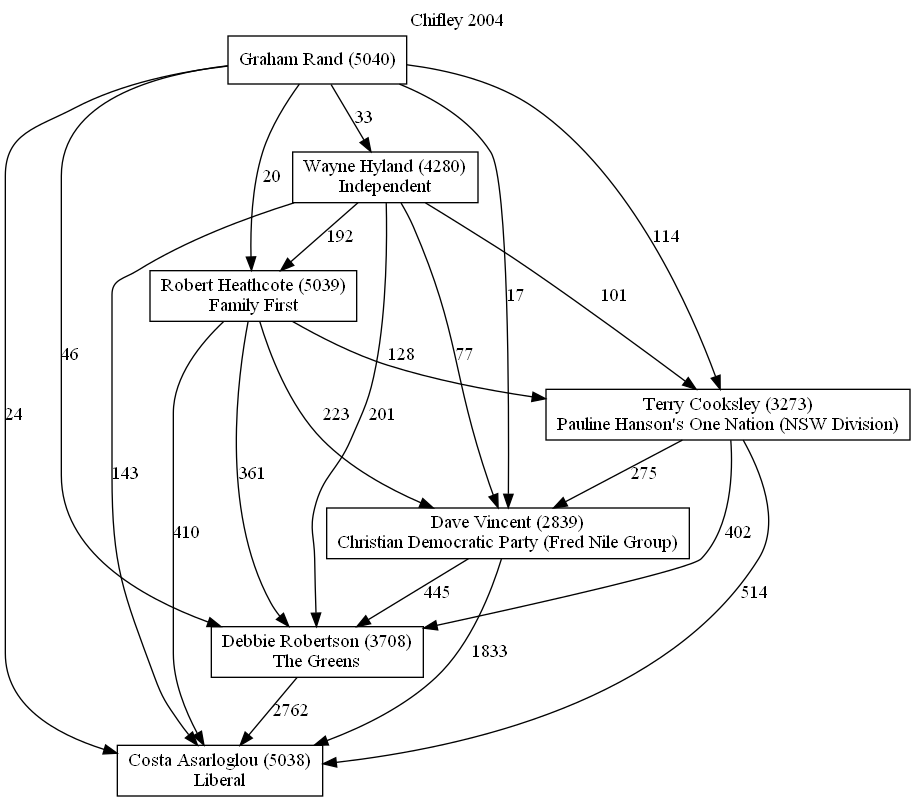 Chifley 2004
Graham Rand (5040)
33
Wayne Hyland (4280)
Independent
20
192
114
Robert Heathcote (5039)
Family First
17
101
46
128
77
24
223
201
Terry Cooksley (3273)
Pauline Hanson's One Nation (NSW Division)
143
361
275
410
Dave Vincent (2839)
Christian Democratic Party (Fred Nile Group)
402
445
514
Debbie Robertson (3708)
The Greens
1833
2762
Costa Asarloglou (5038)
Liberal